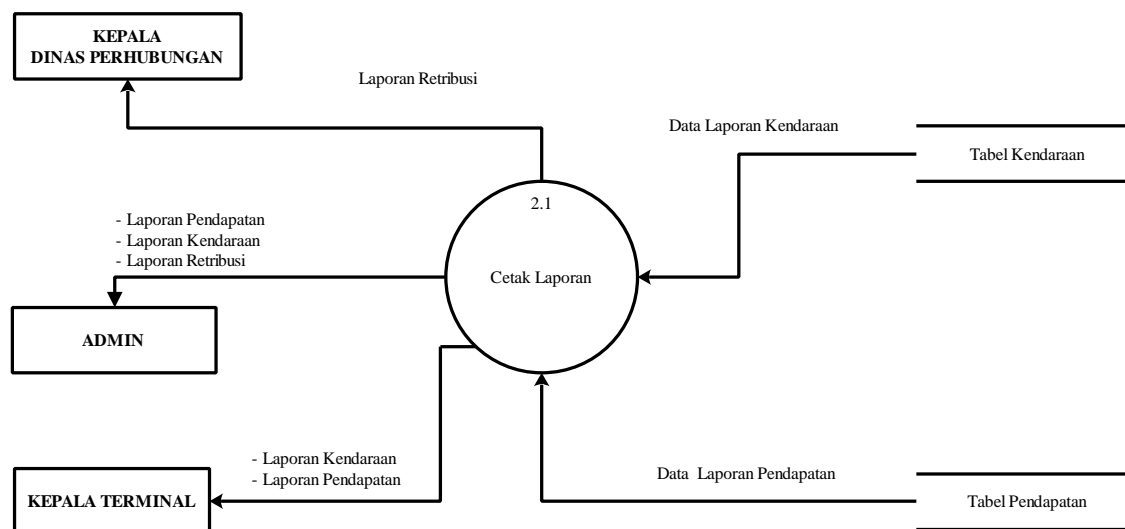 KEPALA
DINAS PERHUBUNGAN
Laporan Retribusi
Data Laporan Kendaraan
Tabel Kendaraan
2.1
Cetak Laporan
- Laporan Pendapatan
- Laporan Kendaraan
- Laporan Retribusi
ADMIN
- Laporan Kendaraan
- Laporan Pendapatan
KEPALA TERMINAL
Data Laporan Pendapatan
Tabel Pendapatan